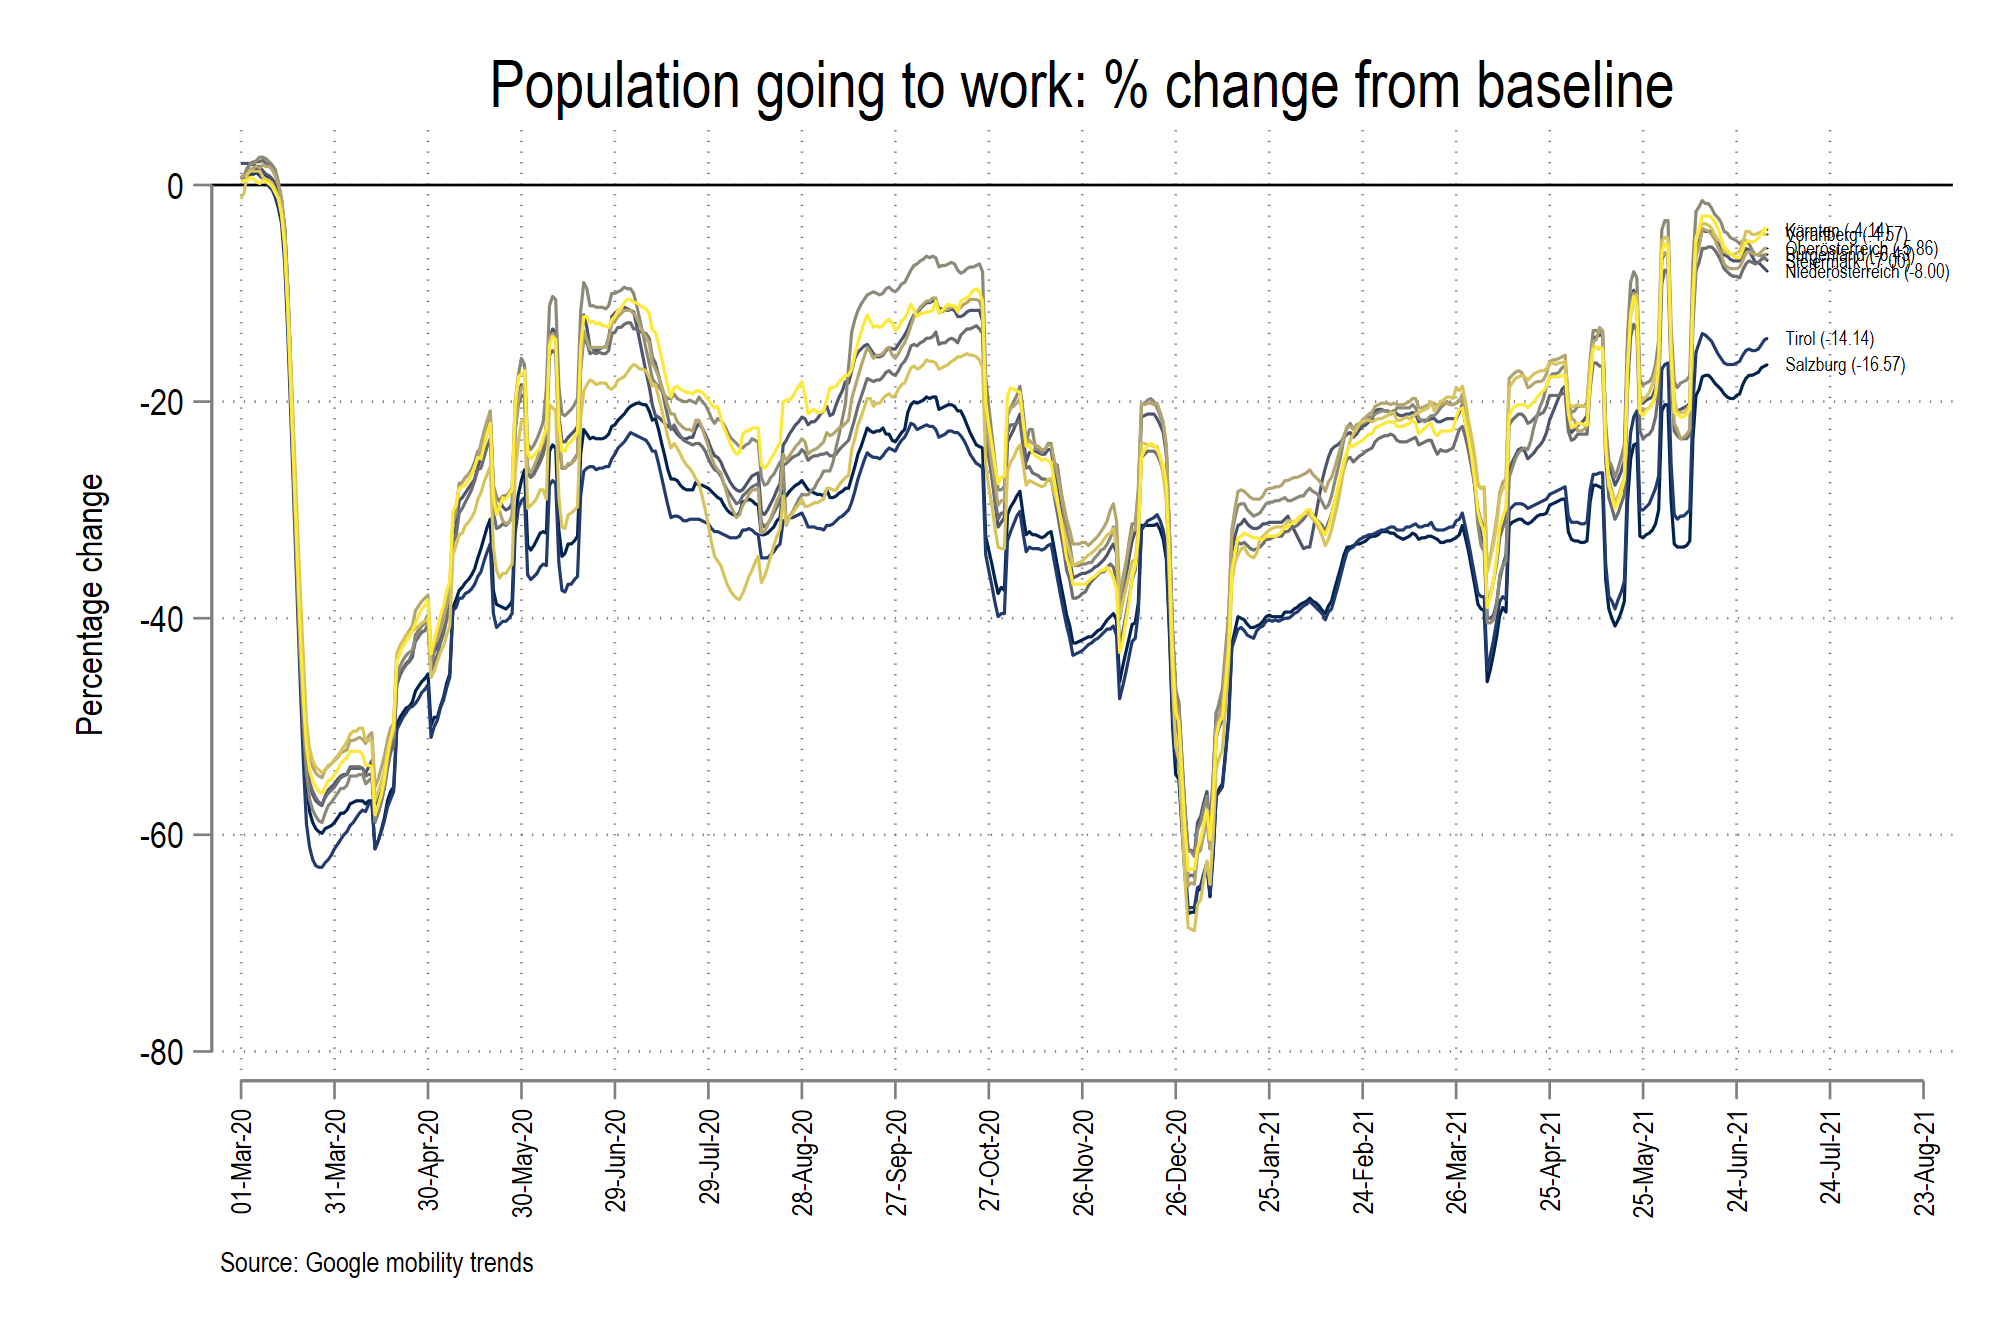 Population going to work: % change from baseline
Percentage change
0
-20
-40
-60
-80
Kärnten (-4.14)
Vorarlberg (-4.57)
Oberösterreich (-5.86)
Steiermark (-7.00)
Niederösterreich (-8.00)
Tirol (-14.14)
Salzburg (-16.57)
01-Mar-20
31-Mar-20
30-Apr-20
30-May-20
29-Jun-20
29-Jul-20
28-Aug-20
27-Sep-20
27-Oct-20
26-Nov-20
26-Dec-20
25-Jan-21
24-Feb-21
26-Mar-21
25-Apr-21
25-May-21
24-Jun-21
24-Jul-21
23-Aug-21
Source: Google mobility trends